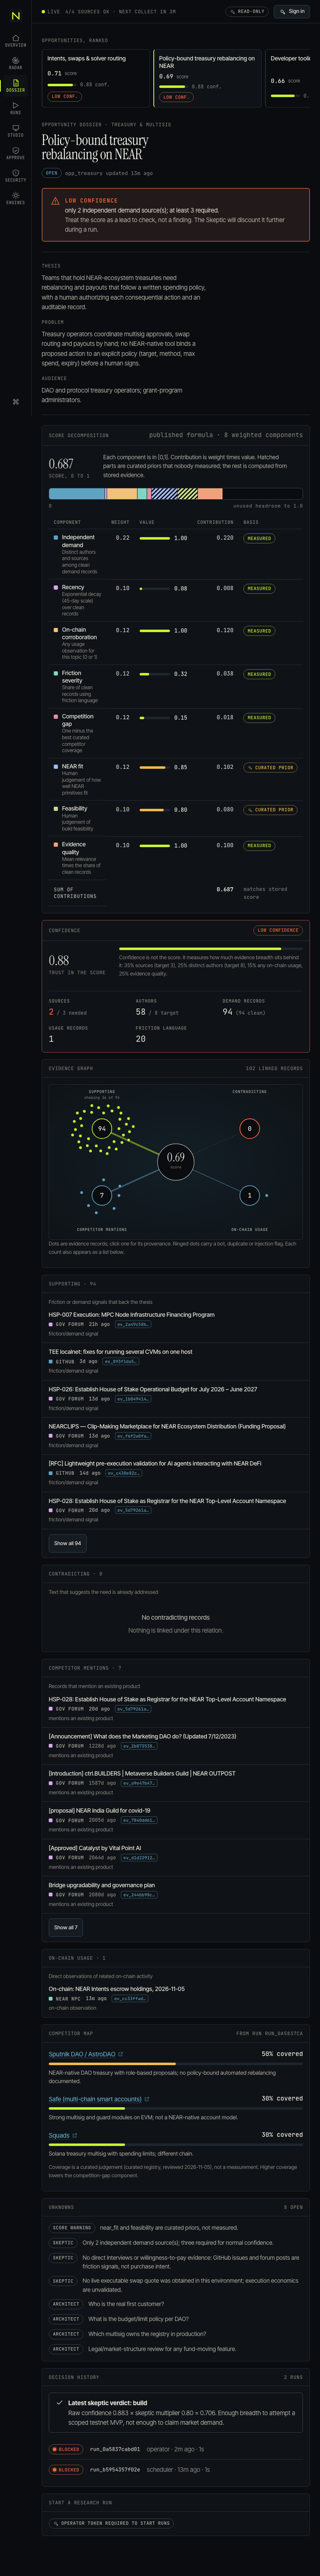 LIVE 4/4 SOURCES OK · NEXT COLLECT IN 1M
READ-ONLY
Sign in
OVERVIEW
RADAR
DOSSIER
RUNS
STUDIO
APPROVE
SECURITY
ENGINES
OPPORTUNITIES, RANKED
Intents, swaps & solver routing
0.71 SCORE
0.88 conf.
LOW CONF.
Policy-bound treasury rebalancing on
NEAR
0.69 SCORE
0.88 conf.
LOW CONF.
Developer tooli
0.66 SCORE
OPPORTUNITY DOSSIER · TREASURY & MULTISIG
Policy-bound treasury
rebalancing on NEAR
OPEN
opp_treasury updated 13m ago
LOW CONFIDENCE
only 2 independent demand source(s); at least 3 required.
Treat the score as a lead to check, not a finding. The Skeptic will discount it further
during a run.
THESIS
Teams that hold NEAR-ecosystem treasuries need
rebalancing and payouts that follow a written spending policy,
with a human authorizing each consequential action and an
auditable record.
PROBLEM
Treasury operators coordinate multisig approvals, swap
routing and payouts by hand; no NEAR-native tool binds a
proposed action to an explicit policy (target, method, max
spend, expiry) before a human signs.
AUDIENCE
DAO and protocol treasury operators; grant-program
administrators.
SCORE DECOMPOSITION
published formula · 8 weighted components
0.687
SCORE, 0 TO 1
Each component is in [0,1]. Contribution is weight times value. Hatched
parts are curated priors that nobody measured; the rest is computed from
stored evidence.
0
unused headroom to 1.0
COMPONENT WEIGHT VALUE CONTRIBUTION BASIS
Independent
demand
Distinct authors
and sources
among clean
demand records
0.22 1.00 0.220 MEASURED
Recency
Exponential decay
(45-day scale)
over clean
records
0.10 0.08 0.008 MEASURED
On-chain
corroboration
Any usage
observation for
this topic (0 or 1)
0.12 1.00 0.120 MEASURED
Friction
severity
Share of clean
records using
friction language
0.12 0.32 0.038 MEASURED
Competition
gap
One minus the
best curated
competitor
coverage
0.12 0.15 0.018 MEASURED
NEAR fit
Human
judgement of how
well NEAR
primitives fit
0.12 0.85 0.102 CURATED PRIOR
Feasibility
Human
judgement of
build feasibility
0.10 0.80 0.080 CURATED PRIOR
Evidence
quality
Mean relevance
times the share of
clean records
0.10 1.00 0.100 MEASURED
SUM OF
CONTRIBUTIONS
0.687 matches stored
score
CONFIDENCE
LOW CONFIDENCE
0.88
TRUST IN THE SCORE
Confidence is not the score. It measures how much evidence breadth sits behind
it: 35% sources (target 3), 25% distinct authors (target 8), 15% any on-chain usage,
25% evidence quality.
SOURCES
2 / 3 needed
AUTHORS
58 / 8 target
DEMAND RECORDS
94 (94 clean)
USAGE RECORDS
1
FRICTION LANGUAGE
20
EVIDENCE GRAPH
102 LINKED RECORDS
SUPPORTING
showing 36 of 94
CONTRADICTING
94
0
0.69
score
7
1
COMPETITOR MENTIONS
ON-CHAIN USAGE
Dots are evidence records, click one for its provenance. Ringed dots carry a bot, duplicate or injection flag. Each
count also appears as a list below.
SUPPORTING · 94
Friction or demand signals that back the thesis
HSP-007 Execution: MPC Node Infrastructure Financing Program
GOV FORUM 21h ago
friction/demand signal
TEE localnet: fixes for running several CVMs on one host
GITHUB 3d ago
friction/demand signal
HSP-026: Establish House of Stake Operational Budget for July 2026 – June 2027
GOV FORUM 13d ago
friction/demand signal
NEARCLIPS — Clip-Making Marketplace for NEAR Ecosystem Distribution (Funding Proposal)
GOV FORUM 13d ago
friction/demand signal
[RFC] Lightweight pre-execution validation for AI agents interacting with NEAR DeFi
GITHUB 14d ago
friction/demand signal
HSP-028: Establish House of Stake as Registrar for the NEAR Top-Level Account Namespace
GOV FORUM 20d ago
friction/demand signal
Show all 94
CONTRADICTING · 0
Text that suggests the need is already addressed
No contradicting records
Nothing is linked under this relation.
COMPETITOR MENTIONS · 7
Records that mention an existing product
HSP-028: Establish House of Stake as Registrar for the NEAR Top-Level Account Namespace
GOV FORUM 20d ago
mentions an existing product
[Announcement] What does the Marketing DAO do? (Updated 7/12/2023)
GOV FORUM 1228d ago
mentions an existing product
[Introduction] ctrl.BUILDERS | Metaverse Builders Guild | NEAR OUTPOST
GOV FORUM 1587d ago
mentions an existing product
[proposal] NEAR India Guild for covid-19
GOV FORUM 2005d ago
mentions an existing product
[Approved] Catalyst by Vital Point AI
GOV FORUM 2064d ago
mentions an existing product
Bridge upgradability and governance plan
GOV FORUM 2080d ago
mentions an existing product
Show all 7
ON-CHAIN USAGE · 1
Direct observations of related on-chain activity
On-chain: NEAR Intents escrow holdings, 2026-11-05
NEAR RPC 13m ago
on-chain observation
COMPETITOR MAP
Sputnik DAO / AstroDAO
50% covered
NEAR-native DAO treasury with role-based proposals; no policy-bound automated rebalancing
documented.
Safe (multi-chain smart accounts)
30% covered
Strong multisig and guard modules on EVM; not a NEAR-native account model.
Squads
30% covered
Solana treasury multisig with spending limits; different chain.
Coverage is a curated judgement (curated registry, reviewed 2026-11-05), not a measurement. Higher coverage
lowers the competition-gap component.
UNKNOWNS
8 OPEN
SCORE WARNING near_fit and feasibility are curated priors, not measured.
SKEPTIC Only 2 independent demand source(s); three required for normal confidence.
SKEPTIC No direct interviews or willingness-to-pay evidence: GitHub issues and forum posts are
friction signals, not purchase intent.
SKEPTIC No live executable swap quote was obtained in this environment; execution economics
are unvalidated.
ARCHITECT Who is the real first customer?
ARCHITECT What is the budget/limit policy per DAO?
ARCHITECT Which multisig owns the registry in production?
ARCHITECT Legal/market-structure review for any fund-moving feature.
DECISION HISTORY
2 RUNS
Latest skeptic verdict: build
Raw confidence 0.883 × skeptic multiplier 0.80 = 0.706. Enough breadth to attempt a
scoped testnet MVP, not enough to claim market demand.
BLOCKED run_0a5837cabd01 operator · 2m ago · 1s
BLOCKED run_b5954357f02e scheduler · 13m ago · 1s
START A RESEARCH RUN
OPERATOR TOKEN REQUIRED TO START RUNS